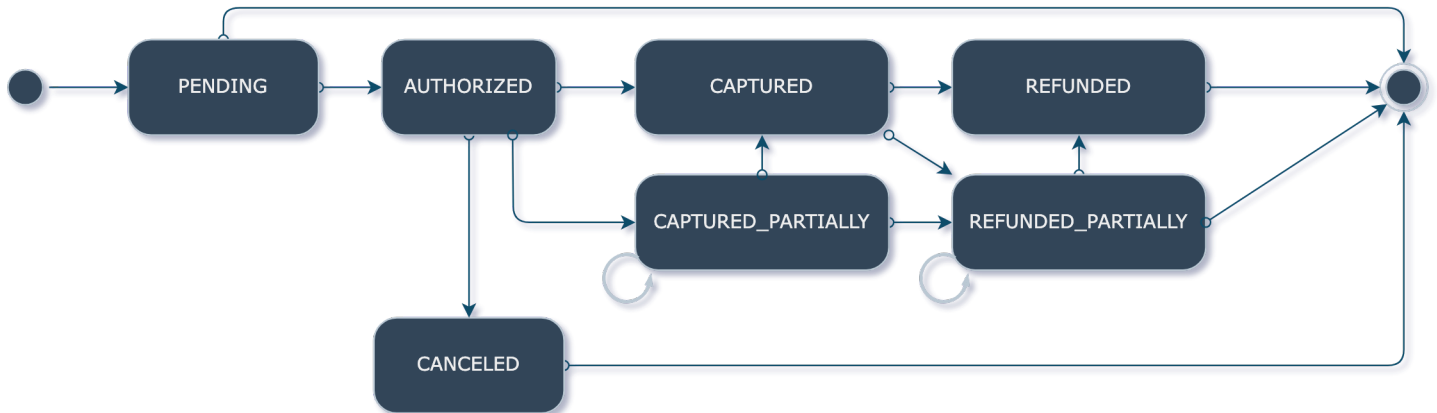 PENDING
AUTHORIZED
CAPTURED
REFUNDED
CAPTURED_PARTIALLY
REFUNDED_PARTIALLY
CANCELED